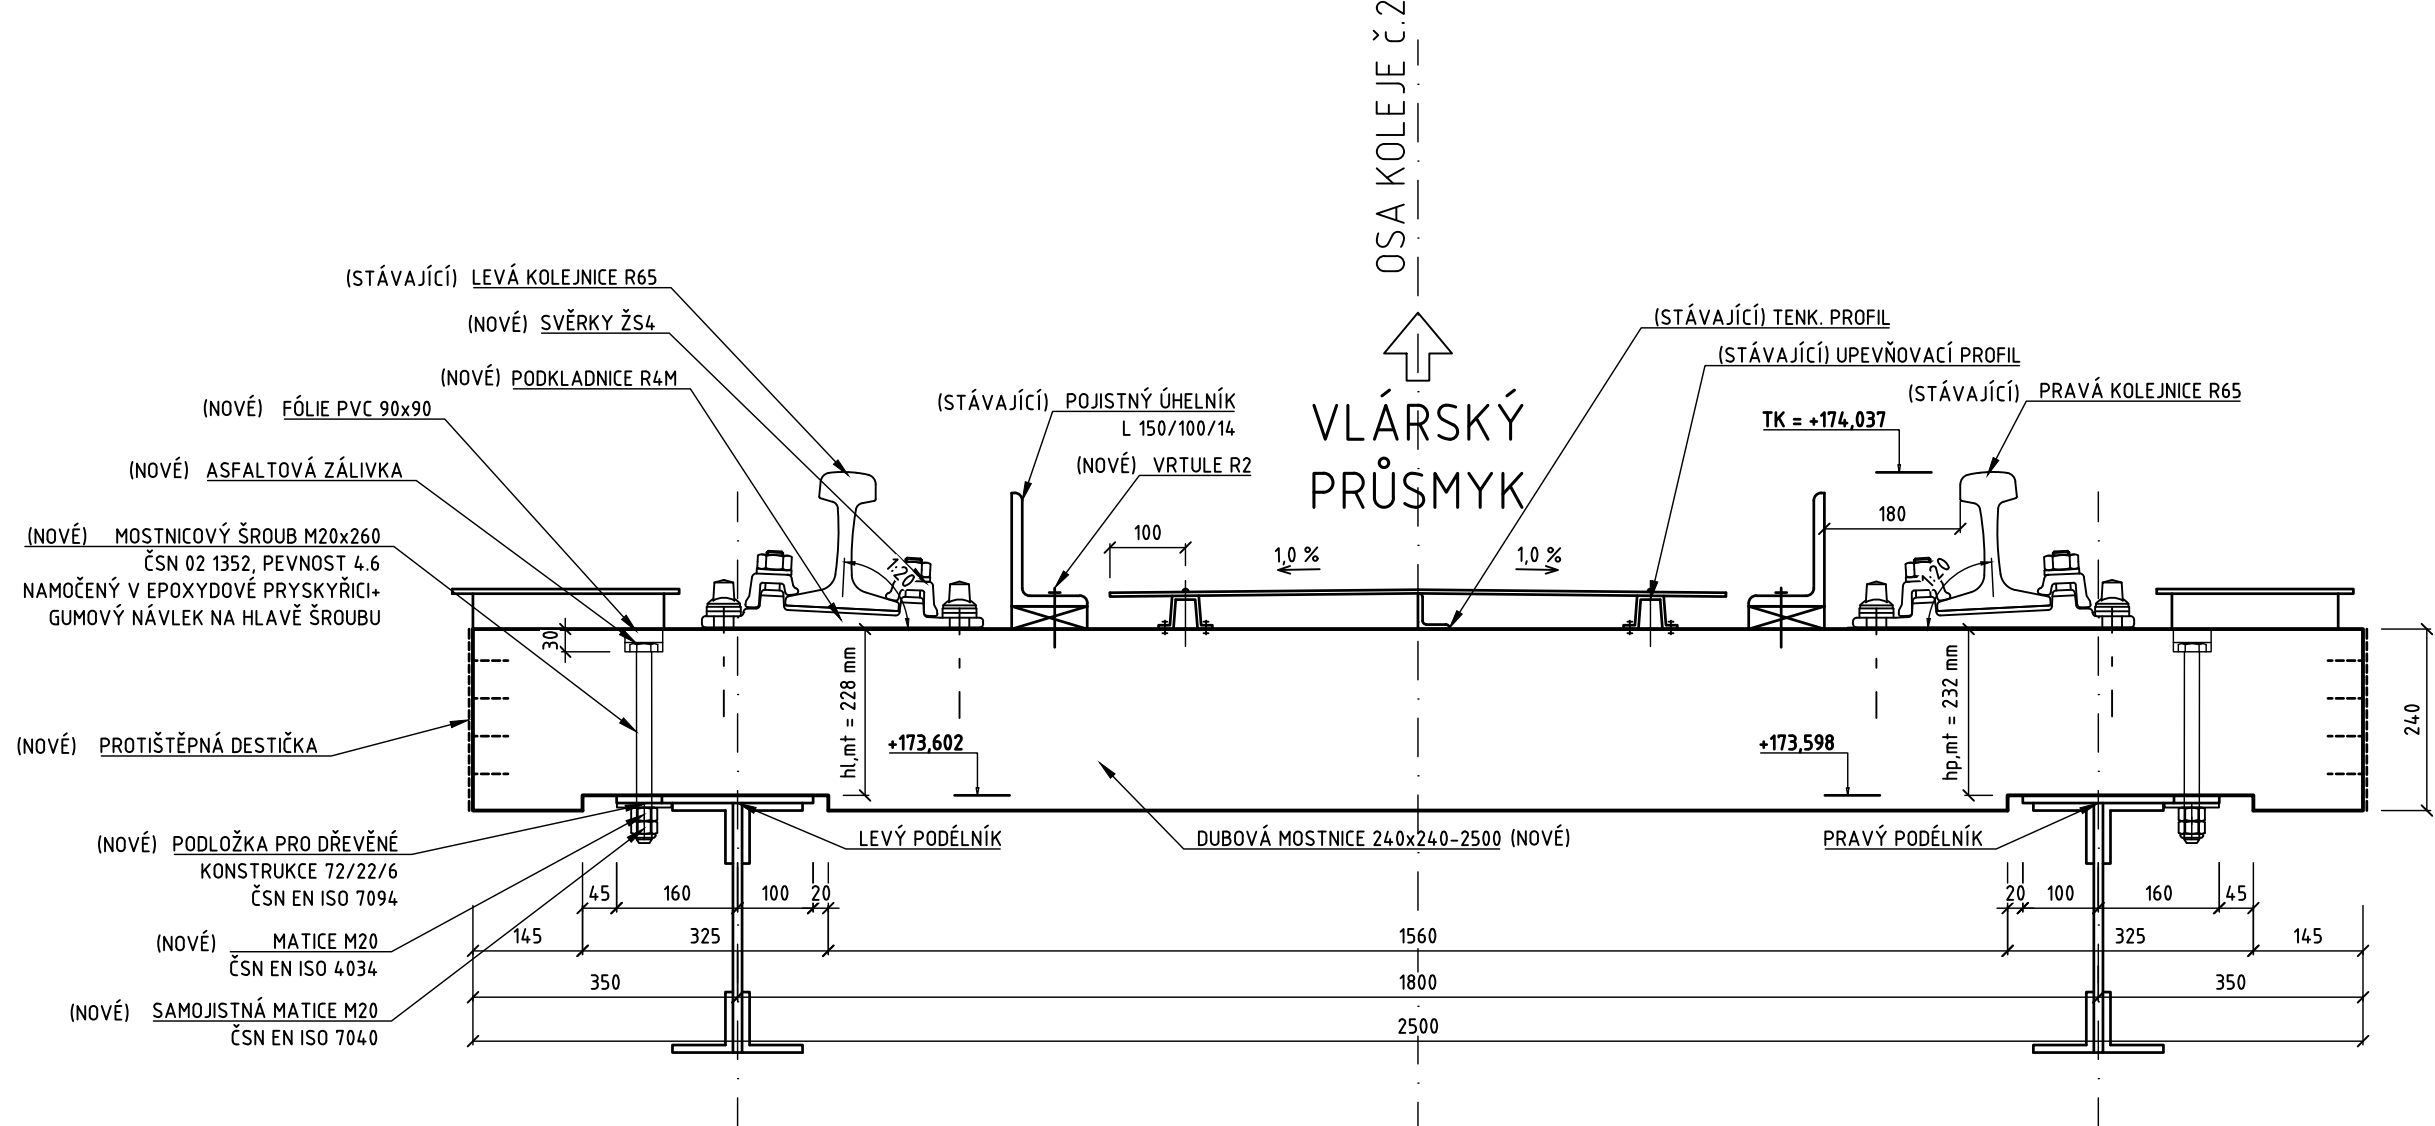 OSA KOLEJE Č.2
(STÁVAJÍCÍ) LEVÁ KOLEJNICE R65
(NOVÉ) SVĚRKY ŽS4
(NOVÉ) PODKLADNICE R4M
(NOVÉ) FÓLIE PVC 90x90
(NOVÉ) ASFALTOVÁ ZÁLIVKA
(NOVÉ) MOSTNICOVÝ ŠROUB M20x260
ČSN 02 1352, PEVNOST 4.6
NAMOČENÝ V EPOXYDOVÉ PRYSKYŘICI+
GUMOVÝ NÁVLEK NA HLAVĚ ŠROUBU
(NOVÉ) PROTIŠTĚPNÁ DESTIČKA
(NOVÉ) PODLOŽKA PRO DŘEVĚNÉ
KONSTRUKCE 72/22/6
ČSN EN ISO 7094
(NOVÉ) MATICE M20
ČSN EN ISO 4034
(NOVÉ) SAMOJISTNÁ MATICE M20
ČSN EN ISO 7040
(STÁVAJÍCÍ) POJISTNÝ ÚHELNÍK
L 150/100/14
(NOVÉ) VRTULE R2
VLÁRSKÝ
PRŮSMYK
(STÁVAJÍCÍ) TENK. PROFIL
(STÁVAJÍCÍ) UPEVŇOVACÍ PROFIL
(STÁVAJÍCÍ) PRAVÁ KOLEJNICE R65
TK = +174,037
180
100
1,0 %
1,0 %
1:20
1:20
30
hl,mt = 228 mm
hp,mt = 232 mm
240
+173,602
+173,598
LEVÝ PODÉLNÍK
DUBOVÁ MOSTNICE 240x240-2500 (NOVÉ)
PRAVÝ PODÉLNÍK
45 160 100 20
20 100 160 45
145 325 1560 325 145
350 1800 350
2500